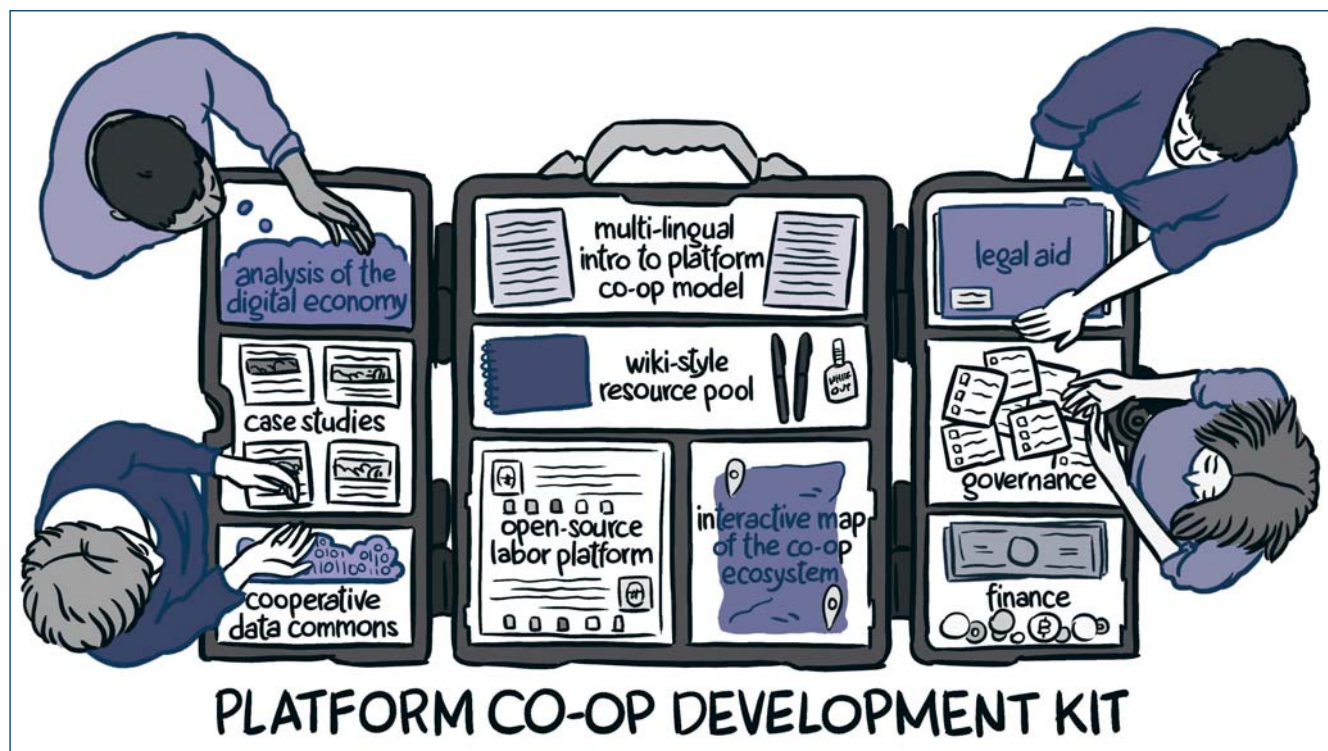 analysis of the
digital economy
case studies
cooperative
data commons
multi-lingual
intro to platform
co-op model
wiki-style
resource pool
WHITE
OUT
open-source
labor platform
interactive map
of the co-op
ecosystem
legal aid
governance
finance
PLATFORM CO-OP DEVELOPMENT KIT